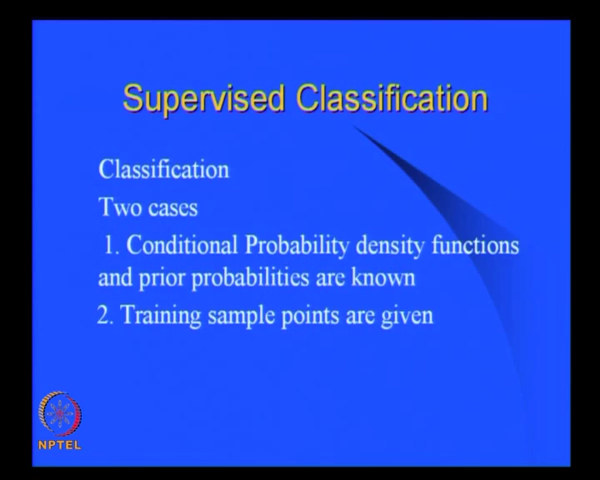 Supervised Classification
Classification
Two cases
1. Conditional Probability density functions
and prior probabilities are known
2. Training sample points are given
NPTEL